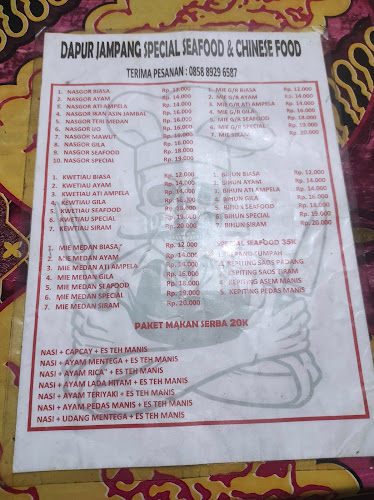 DAPUR JAMPANG SPECIAL SEAFOOD & CHINESE FOOD
TERIMA PESANAN : 0858 8929 6587
1. NASGOR BIASA Rp. 12.000
2. NASGOR AYAM Rp. 14.000
3. NASGOR ATI AMPELA Rp. 14.000
4. NASGOR IKAN ASIN JAMBAL Rp. 16.000
5. NASGOR TERI MEDAN Rp. 16.000
6. NASGOR IJO Rp. 16.000
7. NASGOR MAWUT Rp. 16.000
8. NASGOR GILA Rp. 16.000
9. NASGOR SEAFOOD Rp. 18.000
10. NASGOR SPECIAL Rp. 19.000
1. MIE G/R BIASA Rp. 12.000
2. MIE G/R AYAM Rp. 14.000
3. MIE G/R ATI AMPELA Rp. 14.000
4. MIE G/R GILA Rp. 16.000
5. MIE G/R SEAFOOD Rp. 18.000
6. MIE G/R SPECIAL Rp. 19.000
7. MIE SIRAM Rp. 20.000
1. KWETIAU BIASA Rp. 12.000
2. KWETIAU AYAM Rp. 14.000
3. KWETIAU ATI AMPELA Rp. 14.000
4. KWETIAU GILA
5. KWETIAU SEAFOOD
6. KWETIAU SPECIAL Rp. 19.000
7. KWETIAU SIRAM Rp. 20.000
1. BIHUN BIASA Rp. 12.000
2. BIHUN AYAM Rp. 14.000
3. BIHUN ATI AMPELA Rp. 14.000
4. BIHUN GILA Rp. 16.000
5. BIHUN SEAFOOD Rp. 18.000
6. BIHUN SPECIAL Rp. 19.000
7. BIHUN SIRAM Rp. 20.000
1. MIE MEDAN BIASA Rp. 12.000
2. MIE MEDAN AYAM Rp. 14.000
3. MIE MEDAN ATI AMPELA Rp. 14.000
4. MIE MEDAN GILA Rp. 16.000
5. MIE MEDAN SEAFOOD Rp. 18.000
6. MIE MEDAN SPECIAL Rp. 19.000
7. MIE MEDAN SIRAM Rp. 20.000
SPECIAL SEAFOOD 35K
KEPITING SAOS PADANG
KEPITING SAOS TIRAM
4. KEPITING ASEM MANIS
5. KEPITING PEDAS MANIS
PAKET MAKAN SERBA 20K
NASI + CAPCAY + ES TEH MANIS
NASI + AYAM MENTEGA + ES TEH MANIS
NASI + AYAM RICA" + ES TEH MANIS
NASI + AYAM LADA HITAM + ES TEH MANIS
NASI + AYAM TERIYAKI + ES TEH MANIS
NASI + AYAM PEDAS MANIS + ES TEH MANIS
NASI + UDANG MENTEGA + ES TEH MANIS